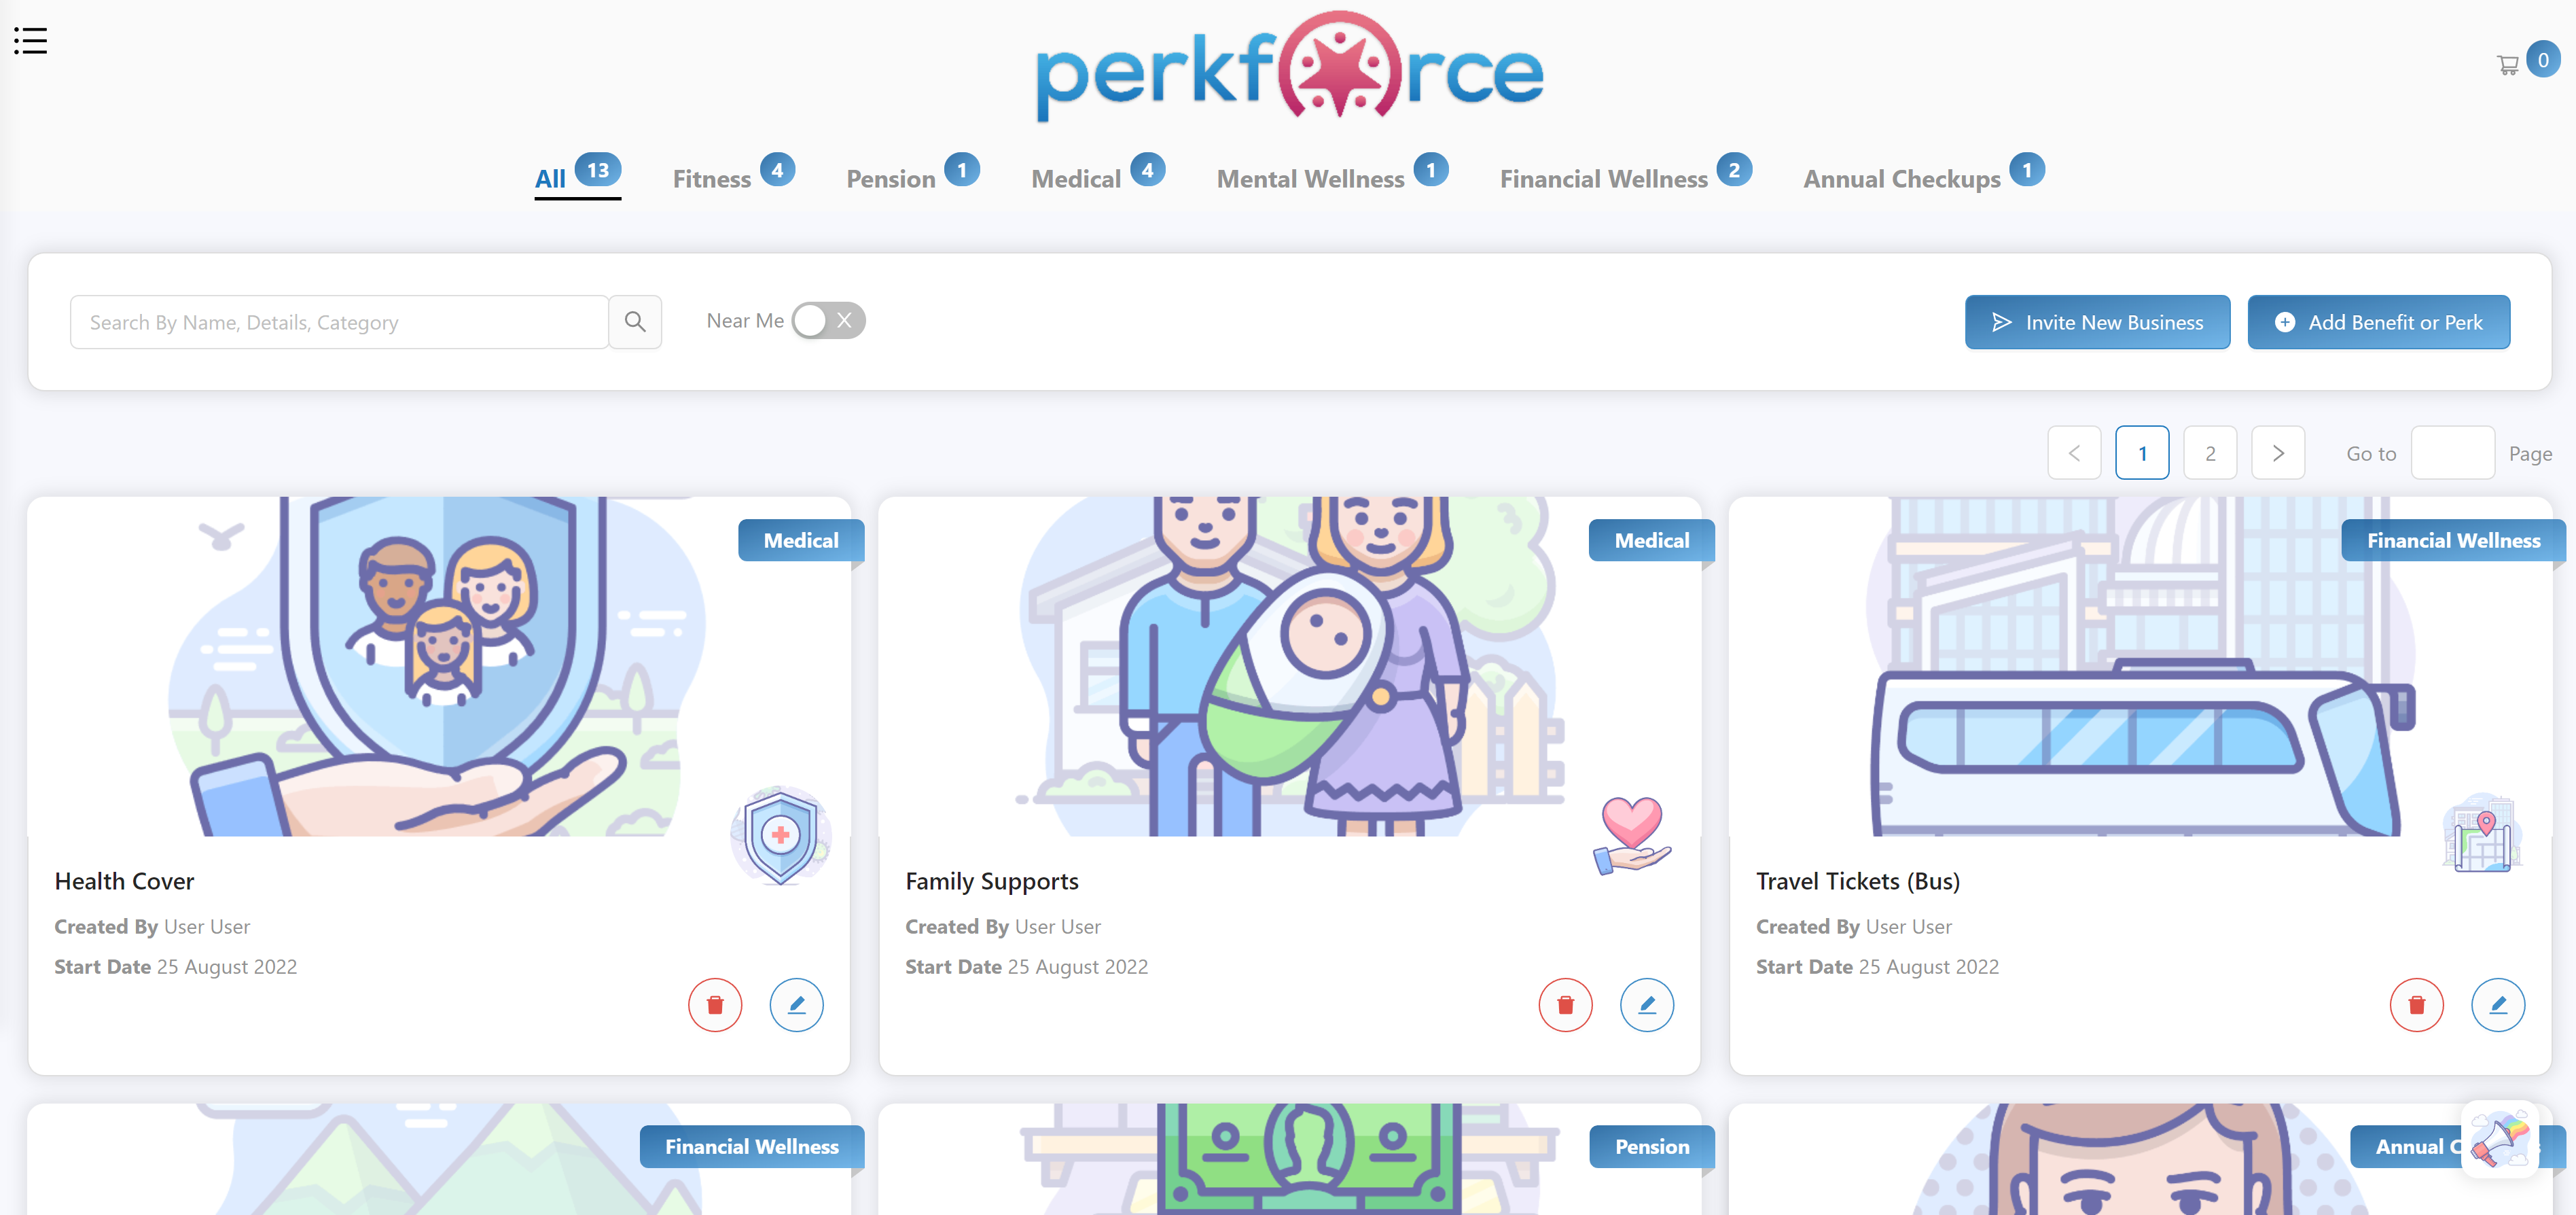 perkforce
0
All 13 Fitness 4 Pension 1 Medical 4 Mental Wellness 1 Financial Wellness 2 Annual Checkups 1
Search By Name, Details, Category
Near Me
Invite New Business
Add Benefit or Perk
1 2 Go to Page
Medical
Medical
Financial Wellness
Health Cover
Created By User User
Start Date 25 August 2022
Family Supports
Created By User User
Start Date 25 August 2022
Travel Tickets (Bus)
Created By User User
Start Date 25 August 2022
Financial Wellness
Pension
Annual